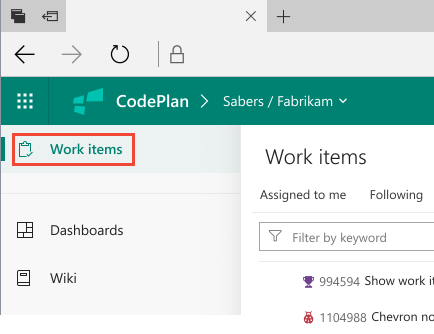 CodePlan > Sabers / Fabrikam
Work items
Dashboards
Wiki
Work items
Assigned to me Following
Filter by keyword
994594 Show work it
1104988 Chevron no